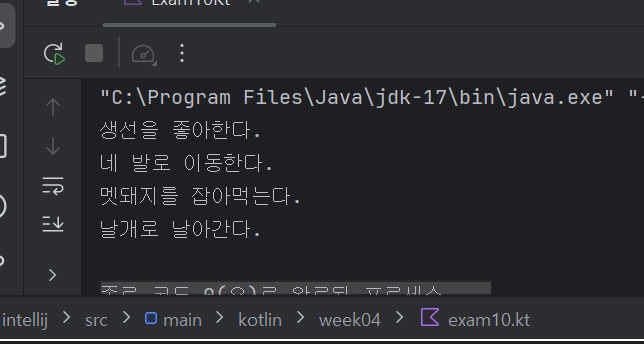 실행
Exam10Kt
"C:\Program Files\Java\jdk-17\bin\java.exe" "-
생선을 좋아한다.
네 발로 이동한다.
멧돼지를 잡아먹는다.
날개로 날아간다.
종료 코드 0(으)로 완료된 프로세스
intellij > src > main > kotlin > week04 > exam10.kt